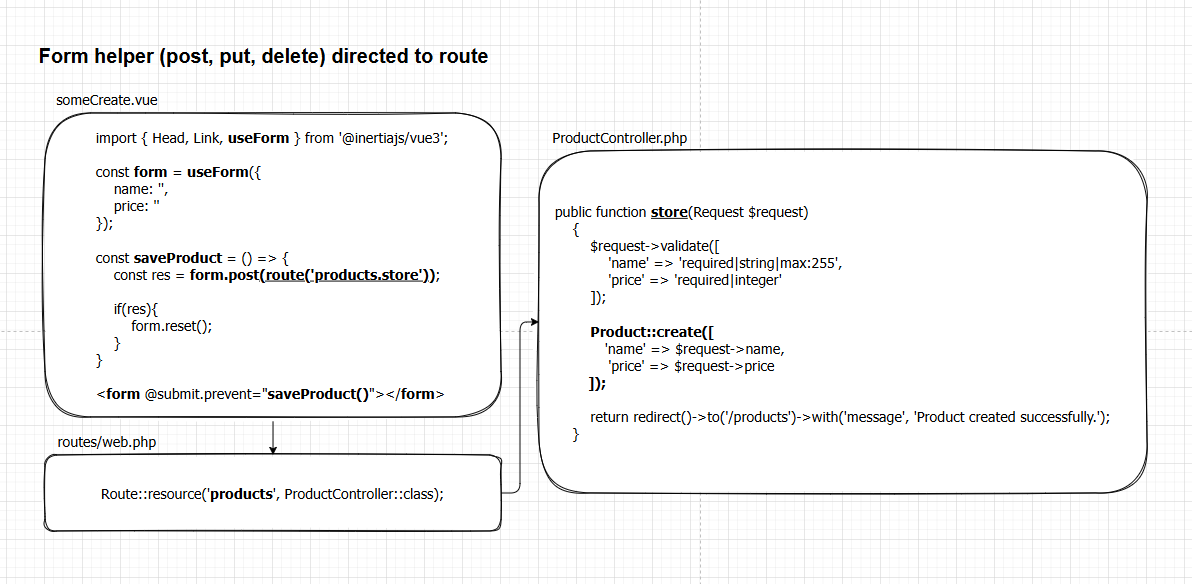 Form helper (post, put, delete) directed to route
someCreate.vue
import { Head, Link, useForm } from '@inertiajs/vue3';
const form = useForm({
name: '',
price: ''
});
const saveProduct = () => {
const res = form.post(route('products.store'));
if(res){
form.reset();
}
}
<form @submit.prevent="saveProduct()"></form>
routes/web.php
Route::resource('products', ProductController::class);
ProductController.php
public function store(Request $request)
{
$request->validate([
'name' => 'required|string|max:255',
'price' => 'required|integer'
]);
Product::create([
'name' => $request->name,
'price' => $request->price
]);
return redirect()->to('/products')->with('message', 'Product created successfully.');
}